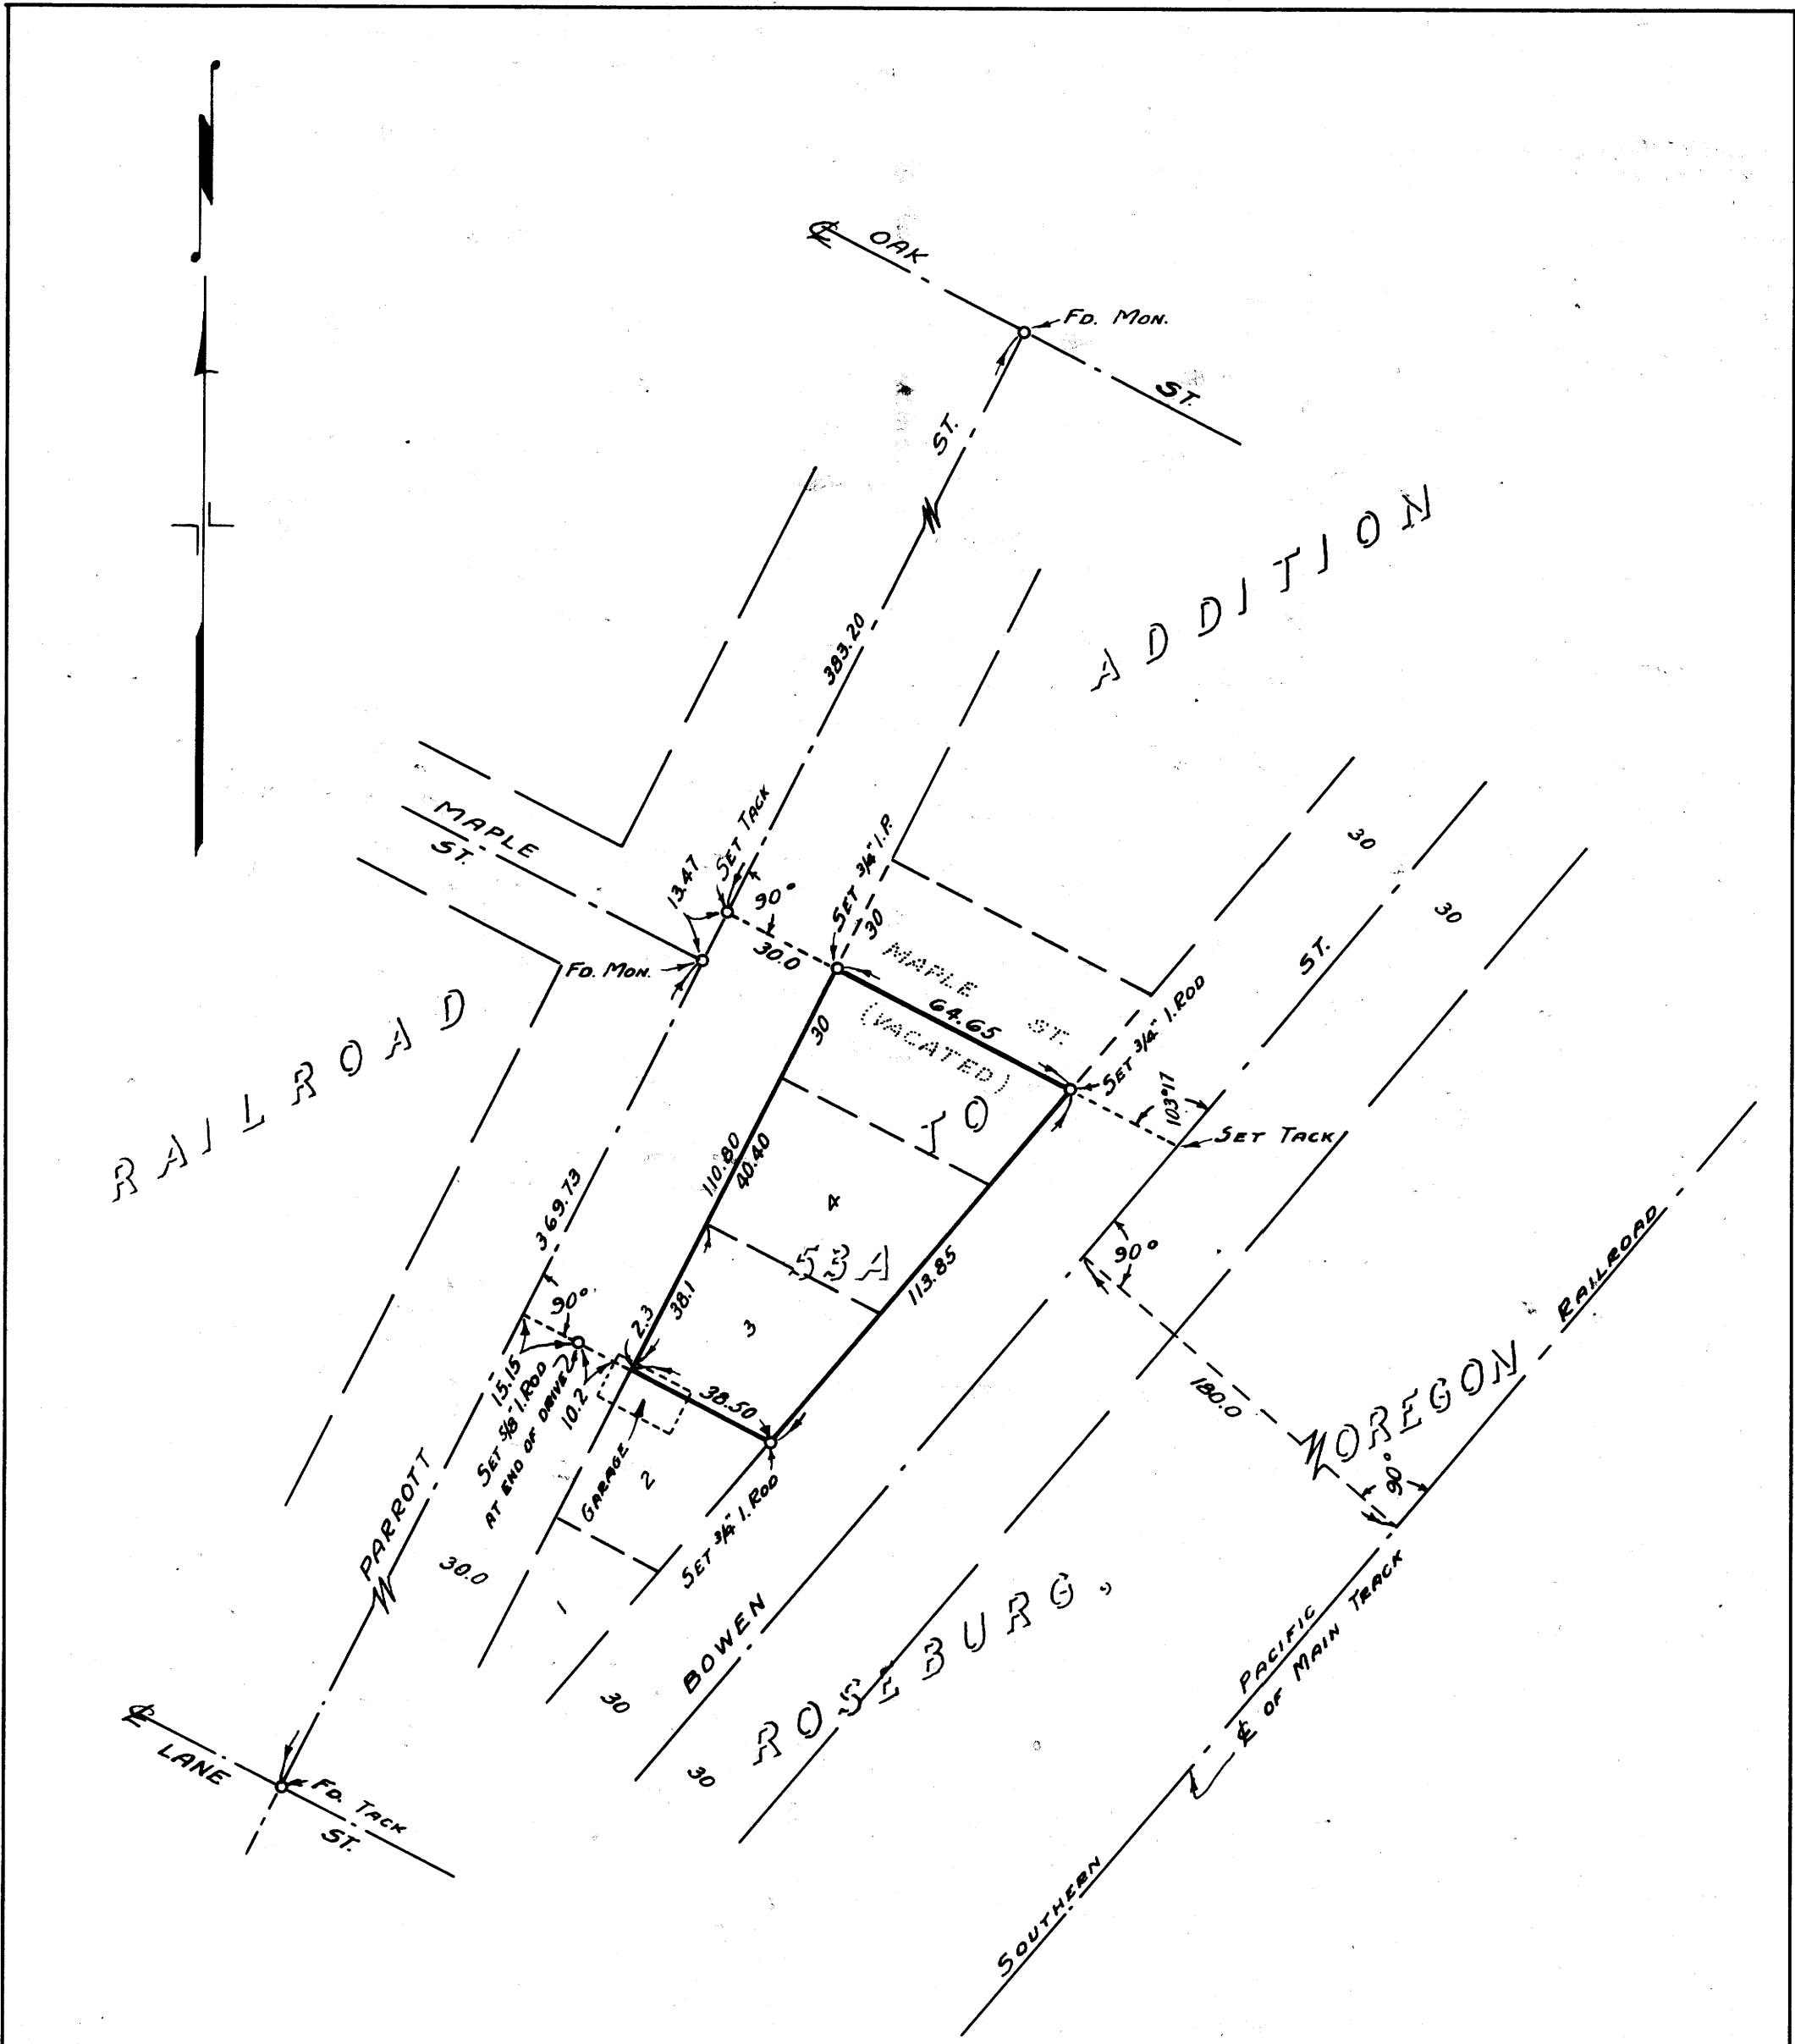 ℄ OAK ST.
FD. MON.
ST.
383.20
ADDITION
MAPLE
ST.
13.47
SET TACK
90°
30.0
SET 3/4" I.P.
30
FD. MON.
MAPLE ST.
(VACATED)
64.65
SET 3/4" I. ROD
103°17
SET TACK
30
30
ST.
RAILROAD
30
TO
110.80
40.40
4
53A
369.73
113.85
90°
38.1
2.3
3
90°
15.15
SET 5/8" I. ROD
AT END OF DRIVE
10.2
38.50
GARAGE
2
SET 3/4" I. ROD
180.0
RAILROAD
OREGON
90°
PARROTT
30.0
1
BOWEN
30
30
ROSEBURG,
PACIFIC
℄ OF MAIN TRACK
SOUTHERN
℄
LANE
FD. TACK
ST.